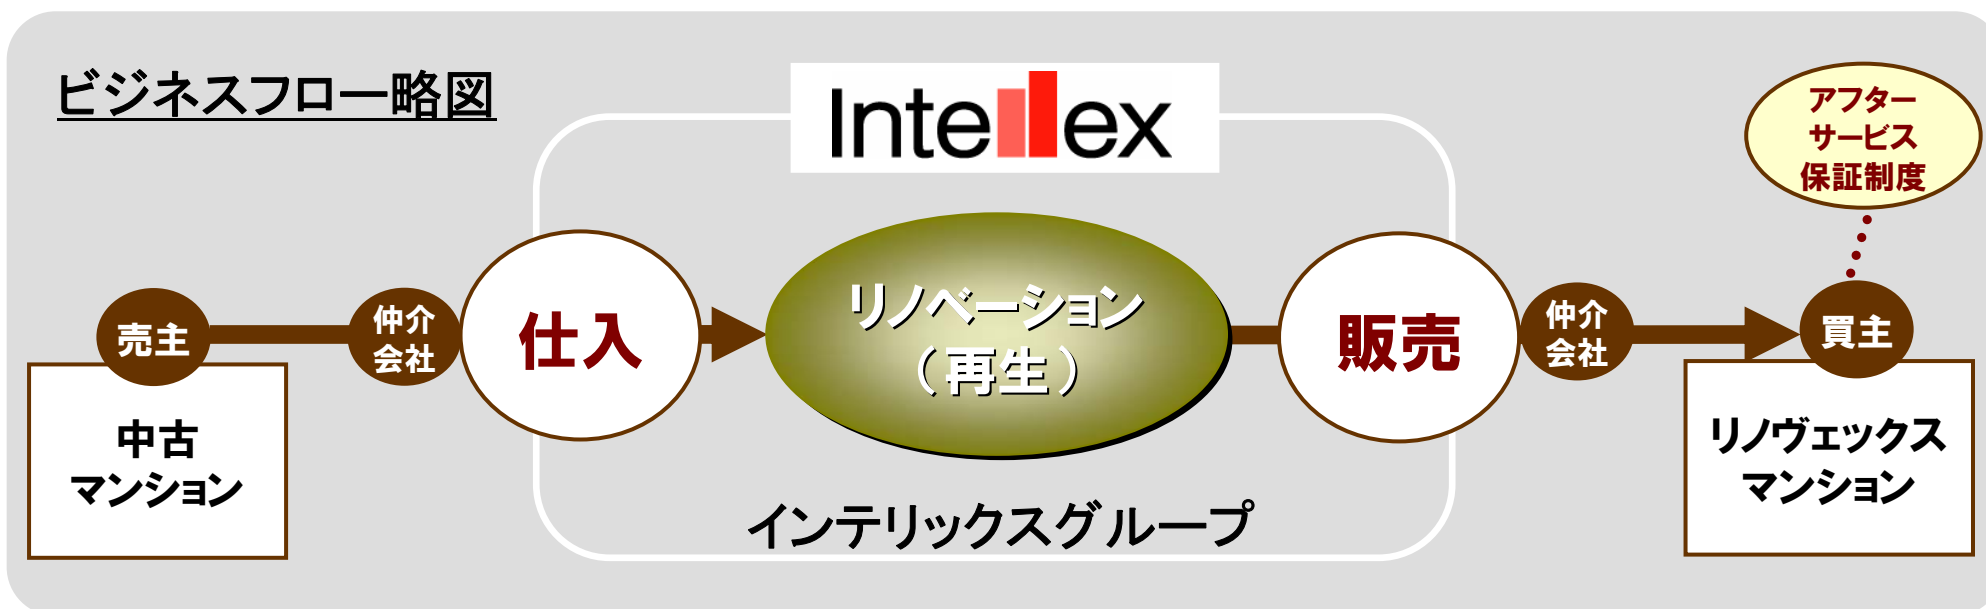 ビジネスフロー略図
Intellex
アフター
サービス
保証制度
売主
仲介
会社
仕入
リノベーション
（再生）
販売
仲介
会社
買主
中古
マンション
リノヴェックス
マンション
インテリックスグループ